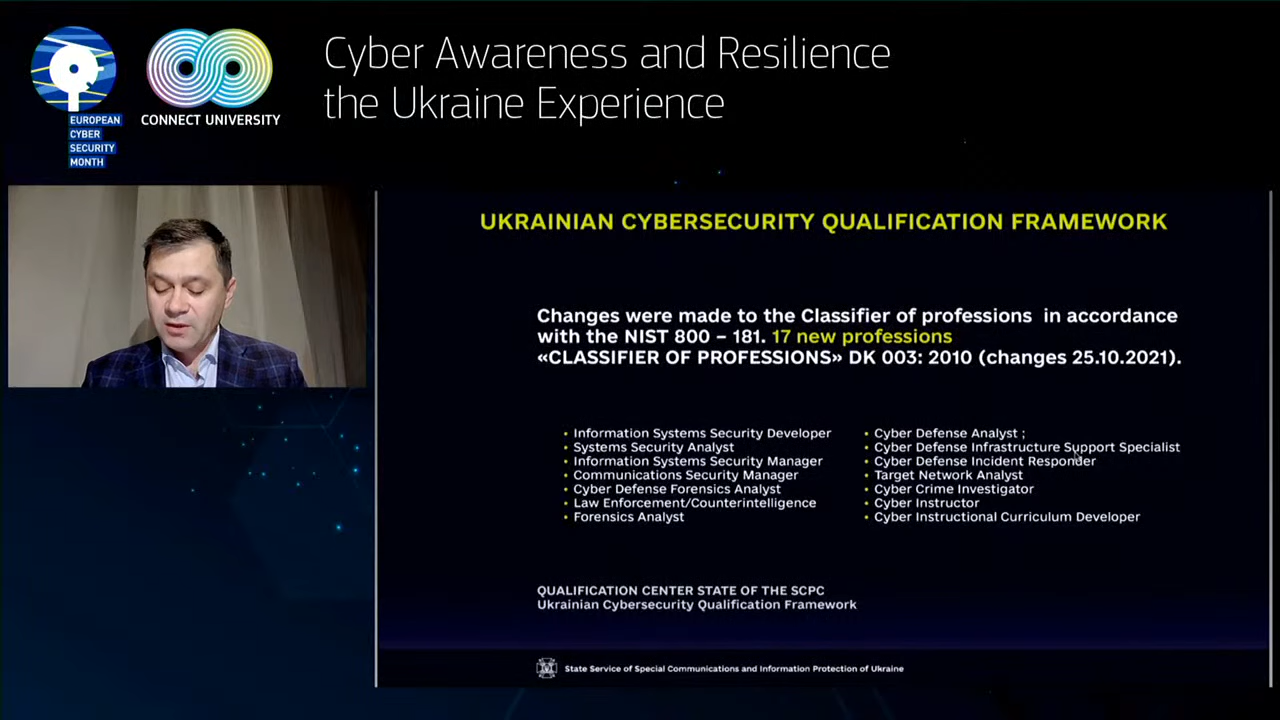 EUROPEAN
CYBER
SECURITY
MONTH
CONNECT UNIVERSITY
Cyber Awareness and Resilience
the Ukraine Experience
UKRAINIAN CYBERSECURITY QUALIFICATION FRAMEWORK
Changes were made to the Classifier of professions in accordance
with the NIST 800 – 181. 17 new professions
«CLASSIFIER OF PROFESSIONS» DK 003: 2010 (changes 25.10.2021).
• Information Systems Security Developer
• Systems Security Analyst
• Information Systems Security Manager
• Communications Security Manager
• Cyber Defense Forensics Analyst
• Law Enforcement/Counterintelligence
• Forensics Analyst
• Cyber Defense Analyst ;
• Cyber Defense Infrastructure Support Specialist
• Cyber Defense Incident Responder
• Target Network Analyst
• Cyber Crime Investigator
• Cyber Instructor
• Cyber Instructional Curriculum Developer
QUALIFICATION CENTER STATE OF THE SCPC
Ukrainian Cybersecurity Qualification Framework
State Service of Special Communications and Information Protection of Ukraine